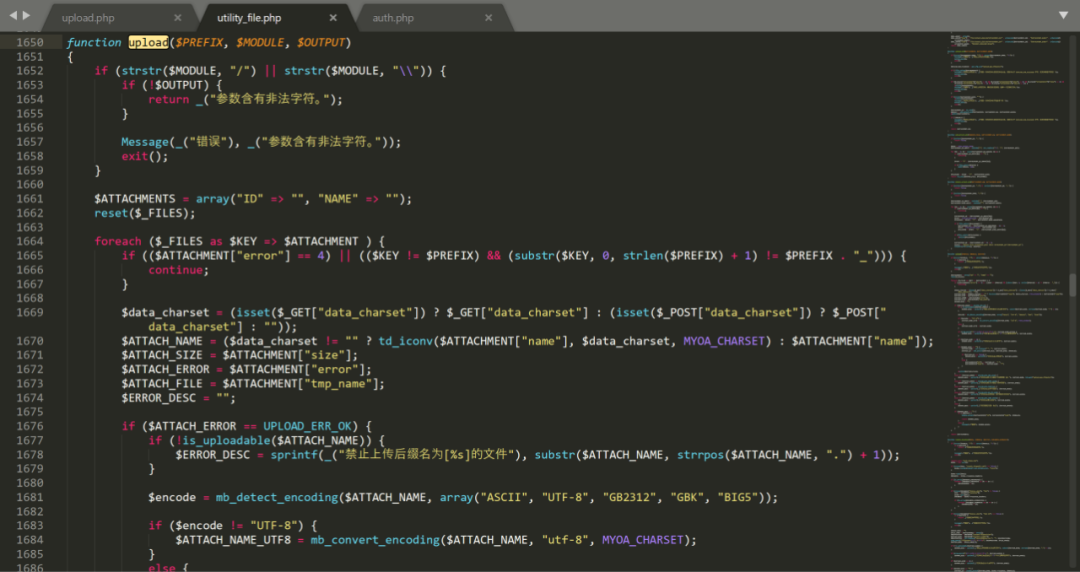 upload.php × utility_file.php × auth.php ×
1650 function upload($PREFIX, $MODULE, $OUTPUT)
1651 {
1652 if (strstr($MODULE, "/") || strstr($MODULE, "\\")) {
1653 if (!$OUTPUT) {
1654 return _("参数含有非法字符。");
1655 }
1656
1657 Message(_("错误"), _("参数含有非法字符。"));
1658 exit();
1659 }
1660
1661 $ATTACHMENTS = array("ID" => "", "NAME" => "");
1662 reset($_FILES);
1663
1664 foreach ($_FILES as $KEY => $ATTACHMENT ) {
1665 if (($ATTACHMENT["error"] == 4) || (($KEY != $PREFIX) && (substr($KEY, 0, strlen($PREFIX) + 1) != $PREFIX . "_"))) {
1666 continue;
1667 }
1668
1669 $data_charset = (isset($_GET["data_charset"]) ? $_GET["data_charset"] : (isset($_POST["data_charset"]) ? $_POST["
data_charset"] : ""));
1670 $ATTACH_NAME = ($data_charset != "" ? td_iconv($ATTACHMENT["name"], $data_charset, MYOA_CHARSET) : $ATTACHMENT["name"]);
1671 $ATTACH_SIZE = $ATTACHMENT["size"];
1672 $ATTACH_ERROR = $ATTACHMENT["error"];
1673 $ATTACH_FILE = $ATTACHMENT["tmp_name"];
1674 $ERROR_DESC = "";
1675
1676 if ($ATTACH_ERROR == UPLOAD_ERR_OK) {
1677 if (!is_uploadable($ATTACH_NAME)) {
1678 $ERROR_DESC = sprintf(_("禁止上传后缀名为[%s]的文件"), substr($ATTACH_NAME, strrpos($ATTACH_NAME, ".") + 1));
1679 }
1680
1681 $encode = mb_detect_encoding($ATTACH_NAME, array("ASCII", "UTF-8", "GB2312", "GBK", "BIG5"));
1682
1683 if ($encode != "UTF-8") {
1684 $ATTACH_NAME_UTF8 = mb_convert_encoding($ATTACH_NAME, "utf-8", MYOA_CHARSET);
1685 }
1686 else {